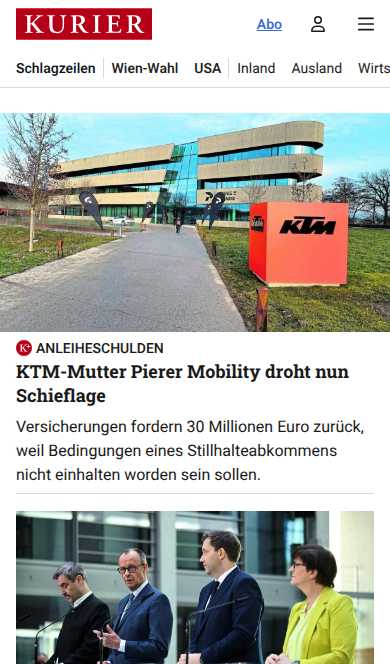 KURIER
Abo
Schlagzeilen Wien-Wahl USA Inland Ausland Wirts
KTM
K+ ANLEIHESCHULDEN
KTM-Mutter Pierer Mobility droht nun
Schieflage
Versicherungen fordern 30 Millionen Euro zurück,
weil Bedingungen eines Stillhalteabkommens
nicht einhalten worden sein sollen.